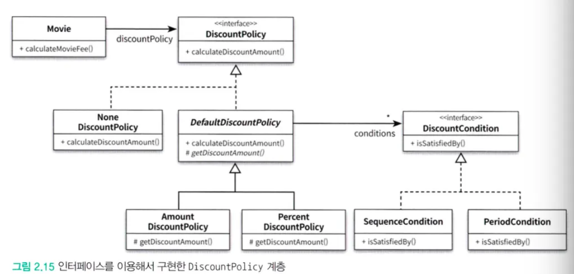 Movie
+ calculateMovieFee()
discountPolicy
<<interface>>
DiscountPolicy
+ calculateDiscountAmount()
None
DiscountPolicy
+ calculateDiscountAmount()
DefaultDiscountPolicy
+ calculateDiscountAmount()
# getDiscountAmount()
*
conditions
<<interface>>
DiscountCondition
+ isSatisfiedBy()
Amount
DiscountPolicy
# getDiscountAmount()
Percent
DiscountPolicy
# getDiscountAmount()
SequenceCondition
+ isSatisfiedBy()
PeriodCondition
+ isSatisfiedBy()
그림 2.15 인터페이스를 이용해서 구현한 DiscountPolicy 계층